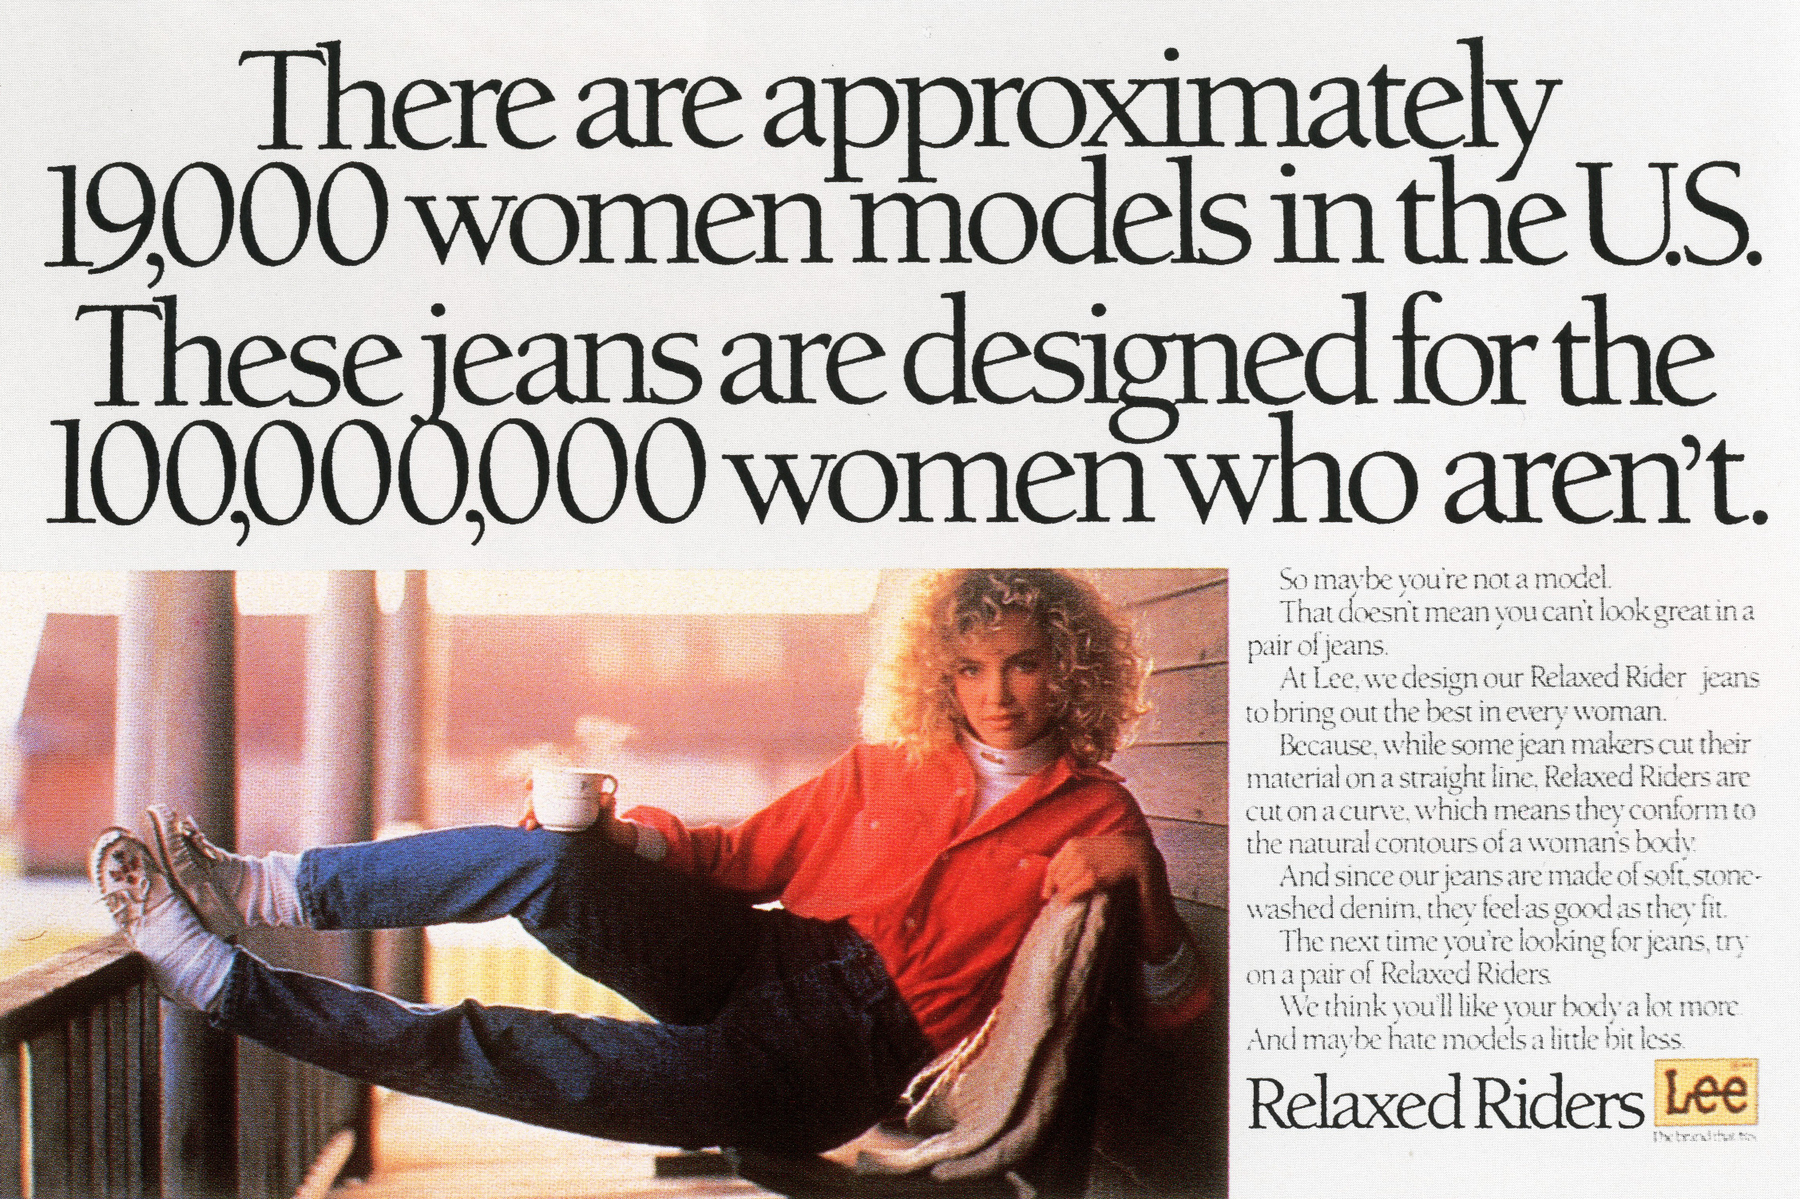 There are approximately
19,000 women models in the U.S.
These jeans are designed for the
100,000,000 women who aren't.
So maybe you're not a model.
That doesn't mean you can't look great in a
pair of jeans.
At Lee, we design our Relaxed Rider jeans
to bring out the best in every woman.
Because, while some jean makers cut their
material on a straight line, Relaxed Riders are
cut on a curve, which means they conform to
the natural contours of a woman's body.
And since our jeans are made of soft, stone-
washed denim, they feel as good as they fit.
The next time you're looking for jeans, try
on a pair of Relaxed Riders.
We think you'll like your body a lot more.
And maybe hate models a little bit less.
Relaxed Riders
Lee
The brand that fits.